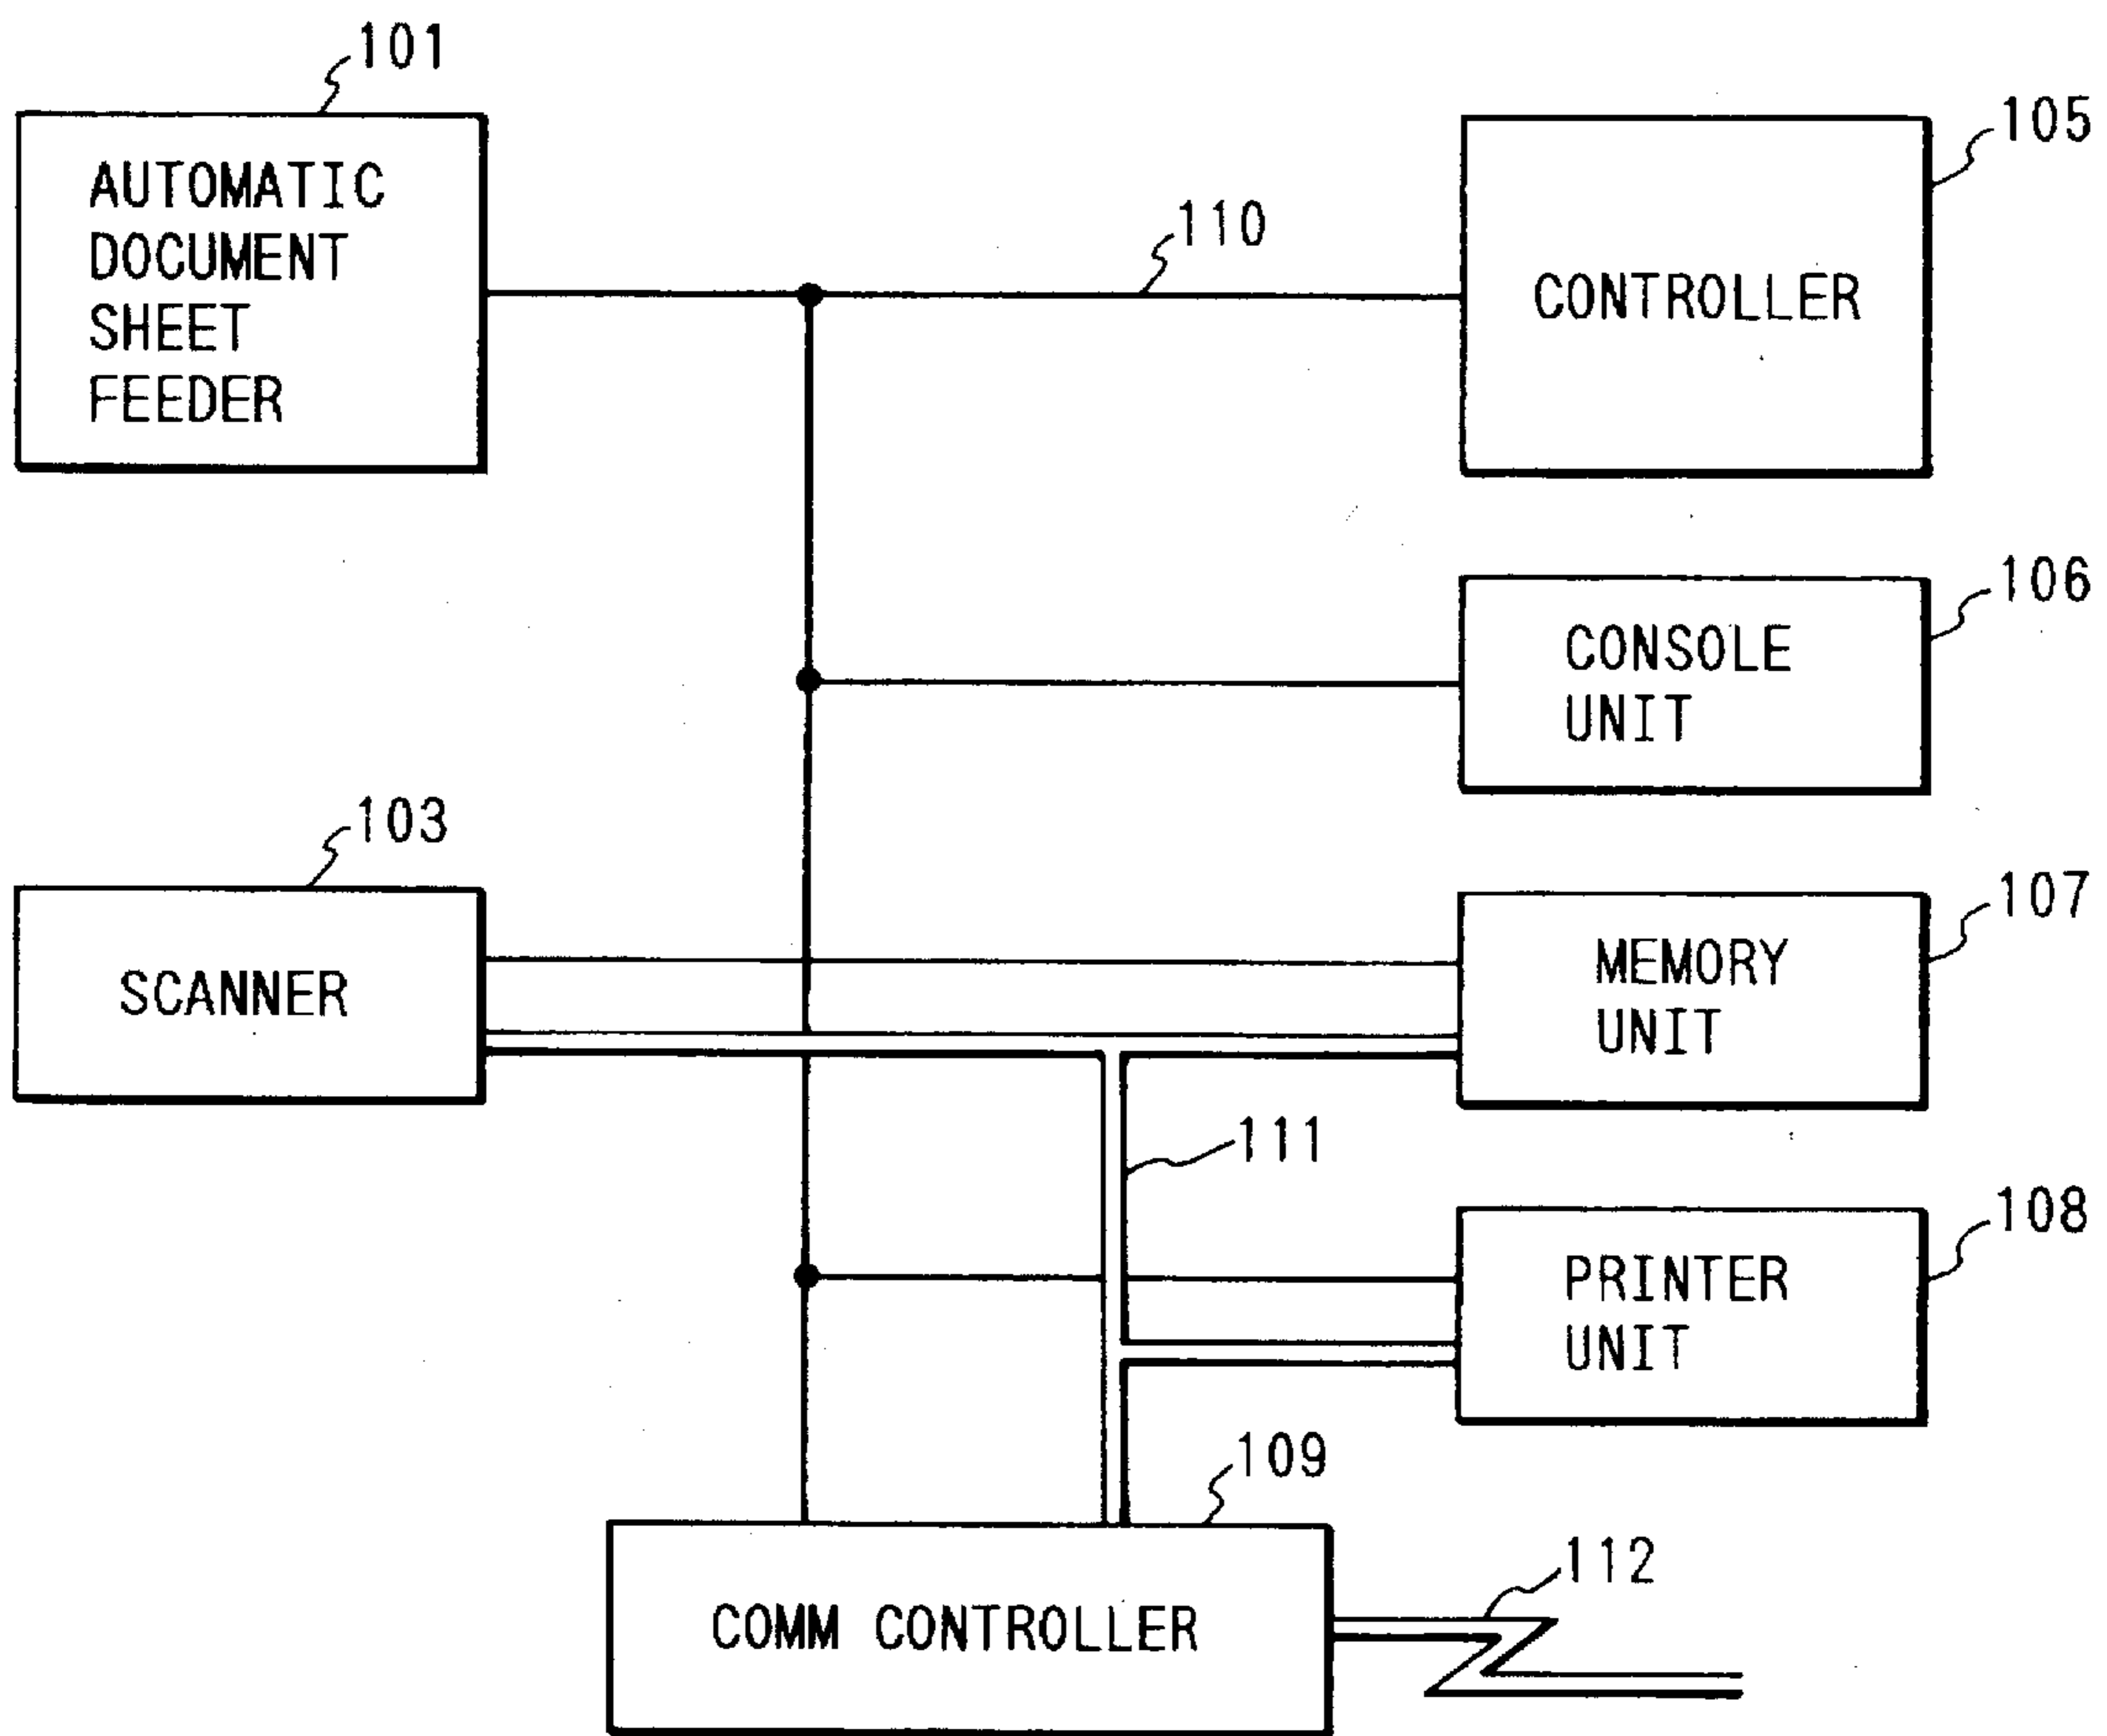 101
AUTOMATIC
DOCUMENT
SHEET
FEEDER
110
105
CONTROLLER
106
CONSOLE
UNIT
103
SCANNER
107
MEMORY
UNIT
111
108
PRINTER
UNIT
109
COMM CONTROLLER
112